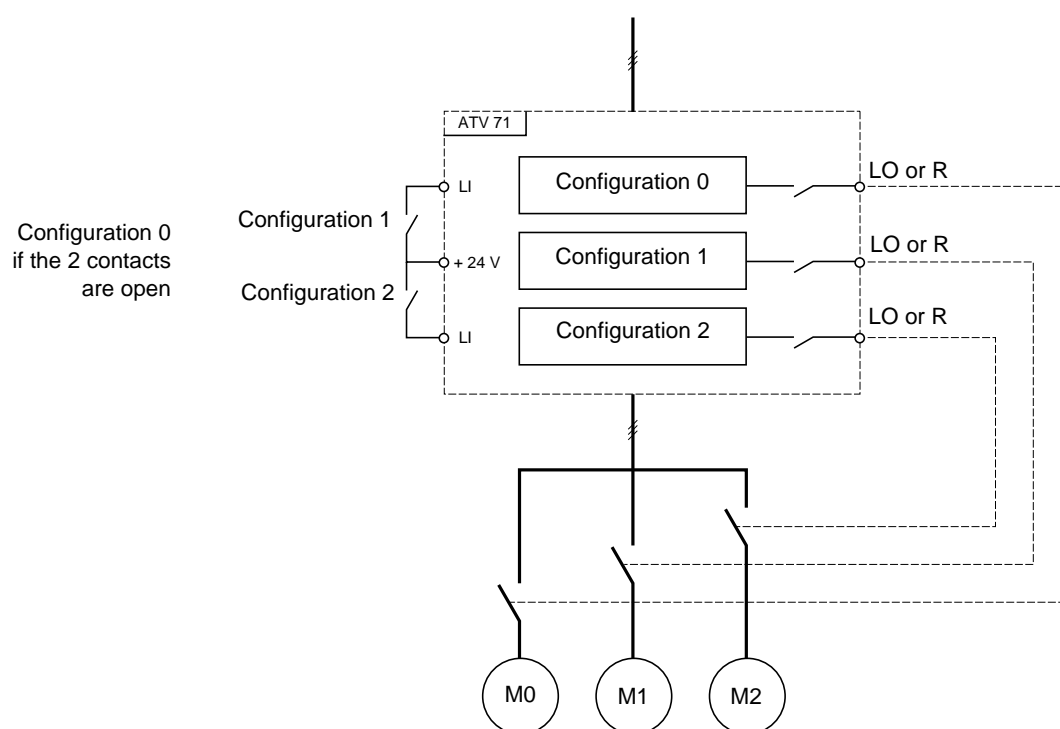 ATV 71
Configuration 0
LO or R
LI
Configuration 1
Configuration 0
if the 2 contacts
are open
+ 24 V
Configuration 1
LO or R
Configuration 2
LI
Configuration 2
LO or R
M0
M1
M2